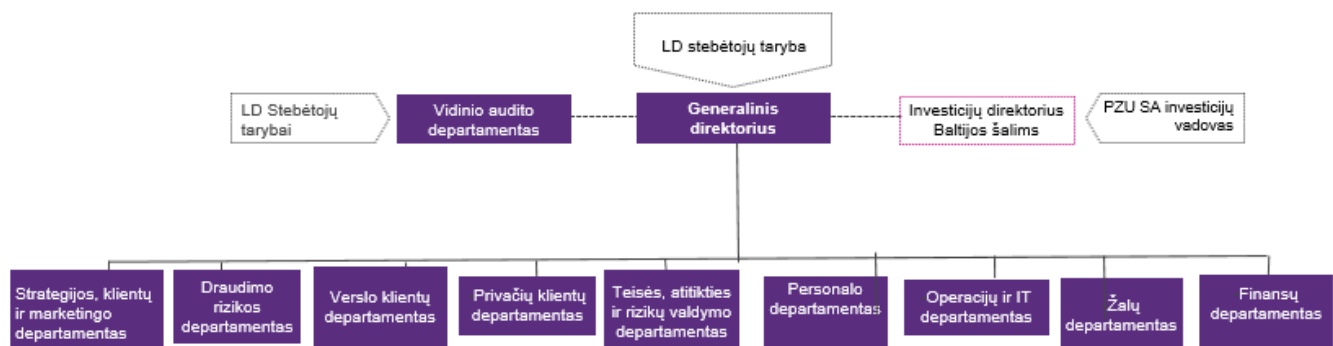 LD stebėtojų taryba
LD Stebėtojų
tarybai
Vidinio audito
departamentas
Generalinis
direktorius
Investicijų direktorius
Baltijos šalims
PZU SA investicijų
vadovas
Strategijos, klientų
ir marketingo
departamentas
Draudimo
rizikos
departamentas
Verslo klientų
departamentas
Privačių klientų
departamentas
Teisės, atitikties
ir rizikų valdymo
departamentas
Personalo
departamentas
Operacijų ir IT
departamentas
Žalų
departamentas
Finansų
departamentas